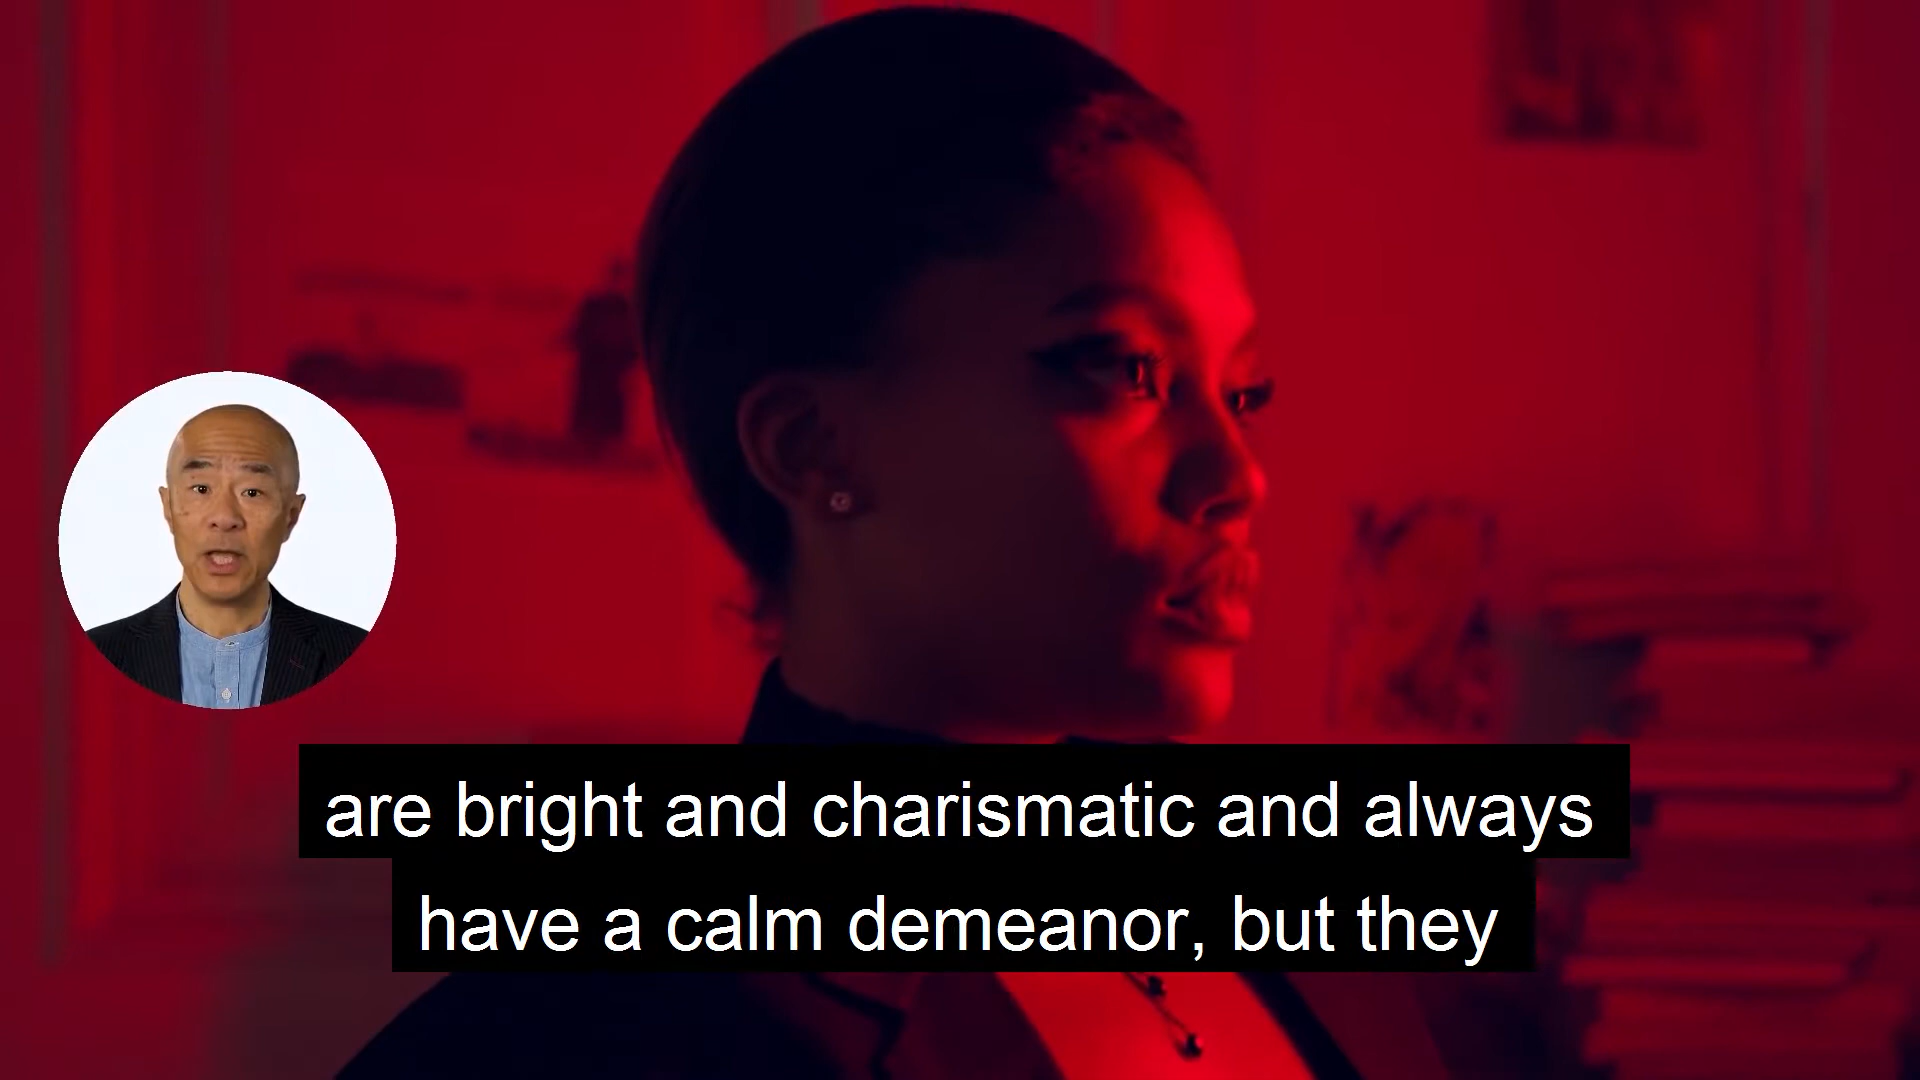 are bright and charismatic and always
have a calm demeanor, but they